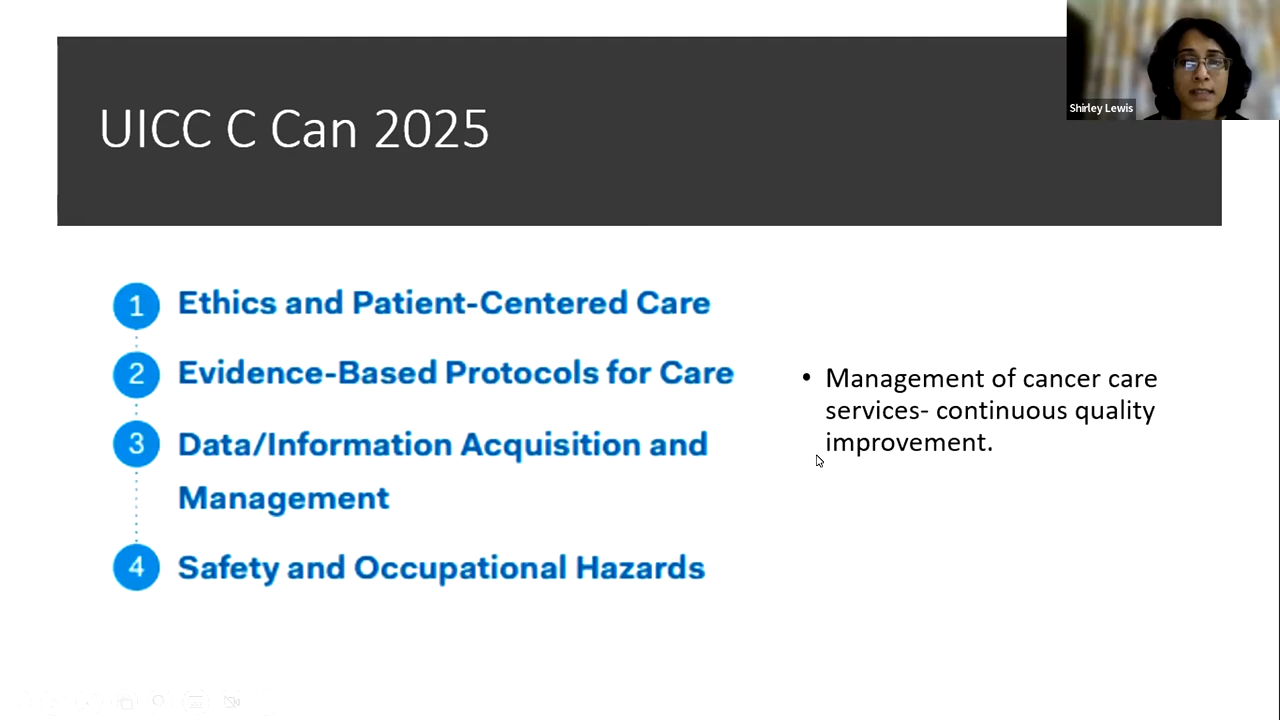 UICC C Can 2025
Shirley Lewis
1 Ethics and Patient-Centered Care
2 Evidence-Based Protocols for Care
3 Data/Information Acquisition and
Management
4 Safety and Occupational Hazards
• Management of cancer care
services- continuous quality
improvement.